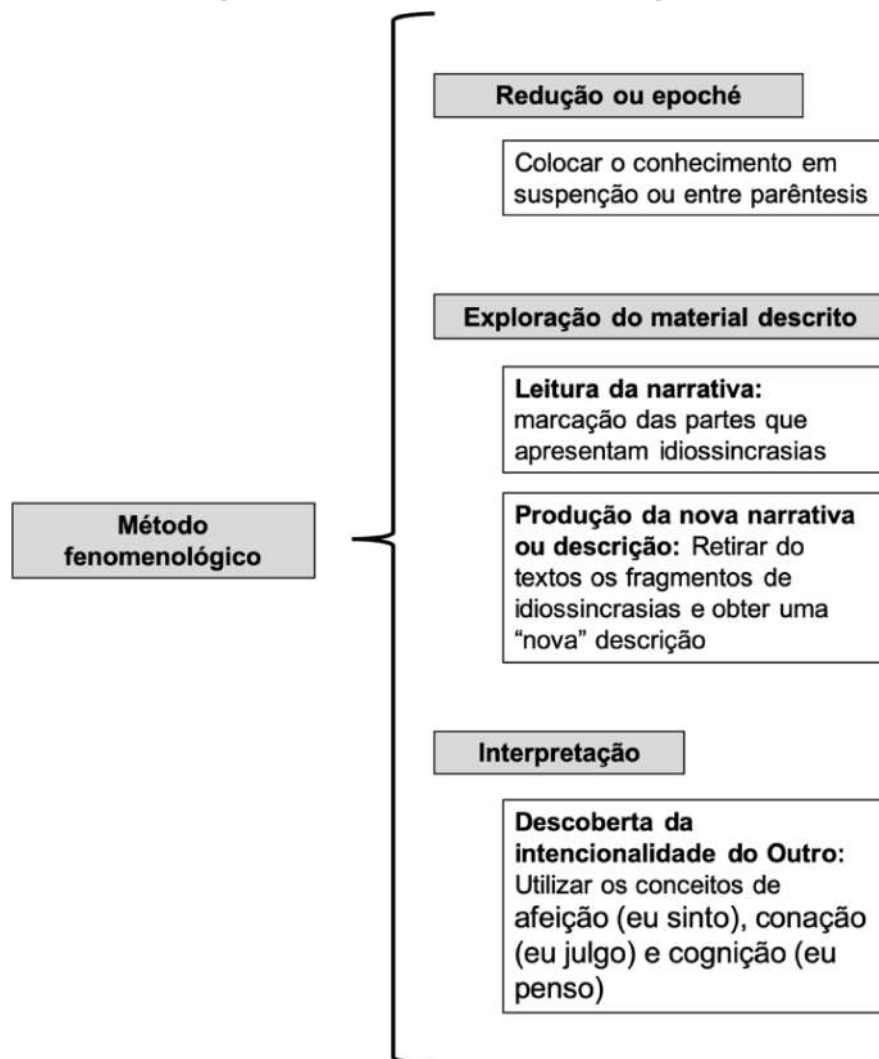 Redução ou epoché
Colocar o conhecimento em
suspenção ou entre parêntesis
Exploração do material descrito
Leitura da narrativa:
marcação das partes que
apresentam idiossincrasias
Método
fenomenológico
Produção da nova narrativa
ou descrição: Retirar do
textos os fragmentos de
idiossincrasias e obter uma
“nova” descrição
Interpretação
Descoberta da
intencionalidade do Outro:
Utilizar os conceitos de
afeição (eu sinto), conação
(eu julgo) e cognição (eu
penso)